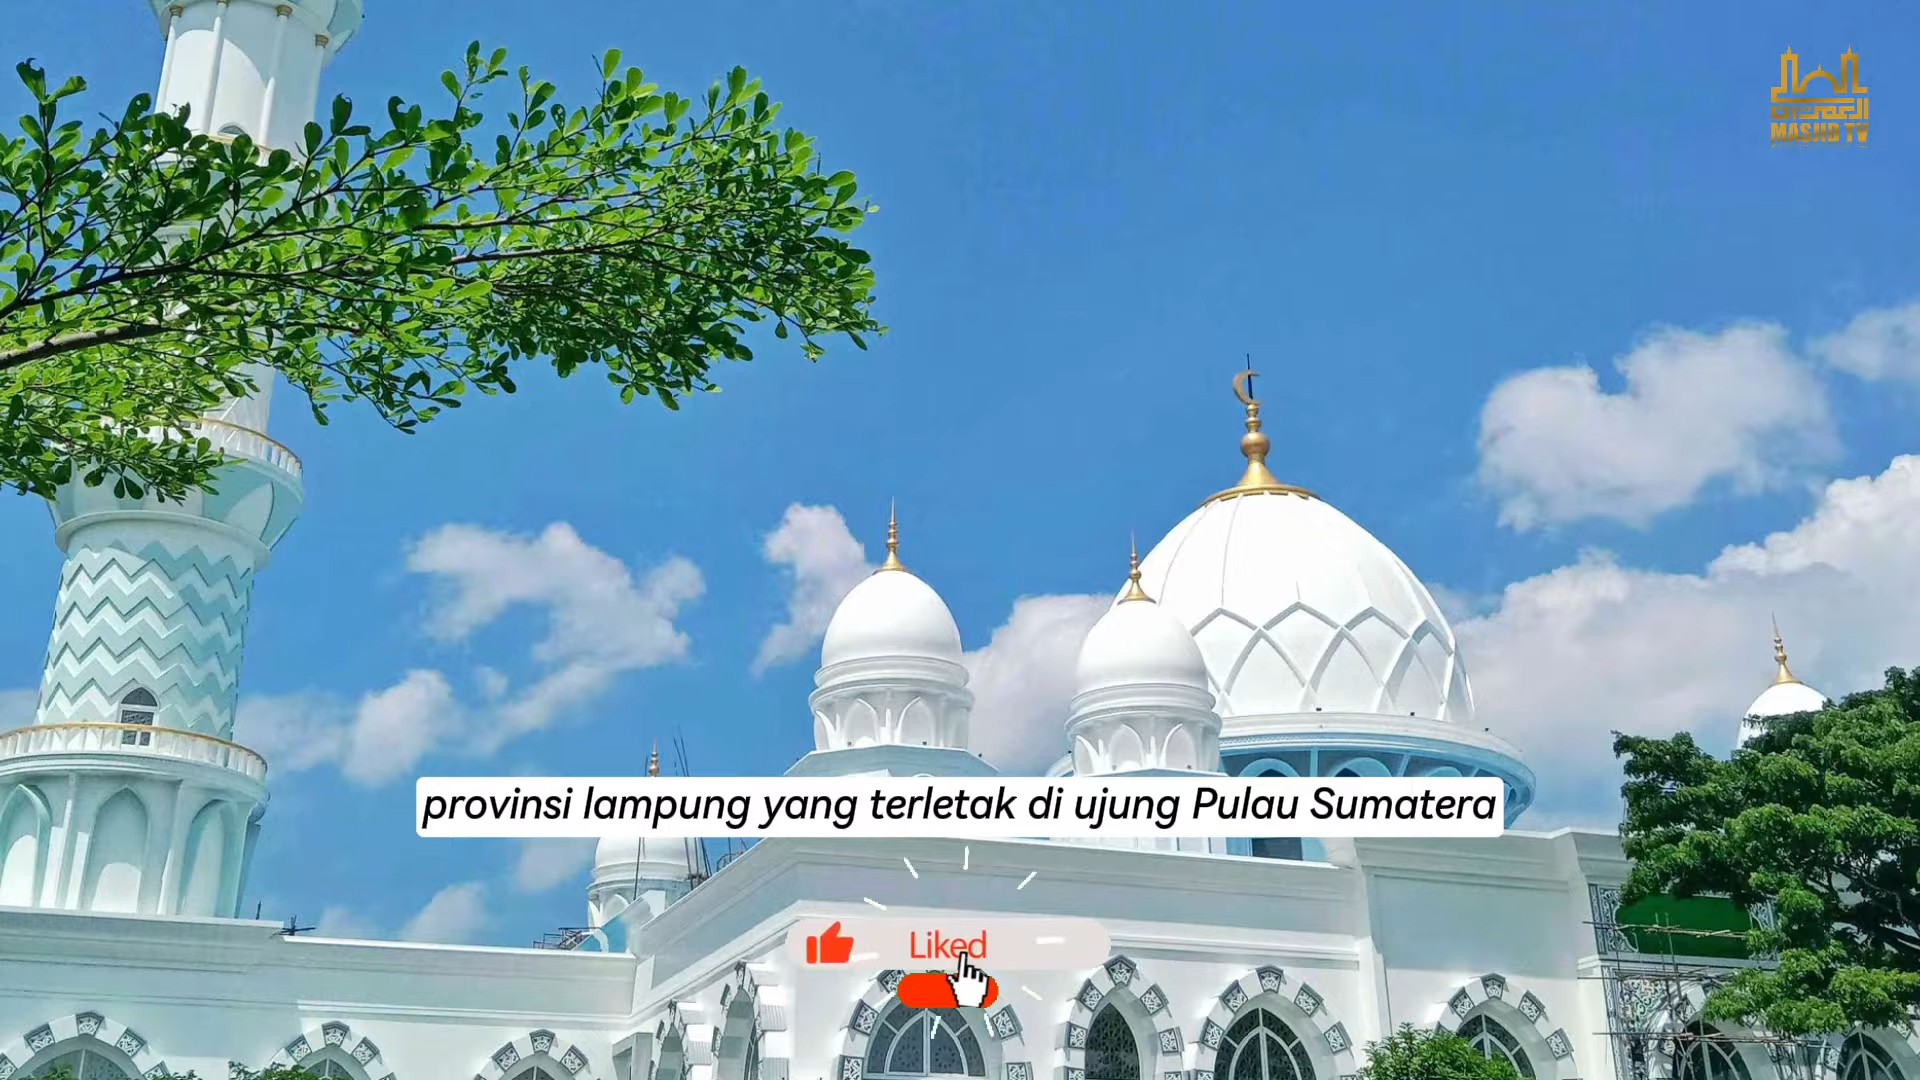 MASJID TV
provinsi lampung yang terletak di ujung Pulau Sumatera
Liked